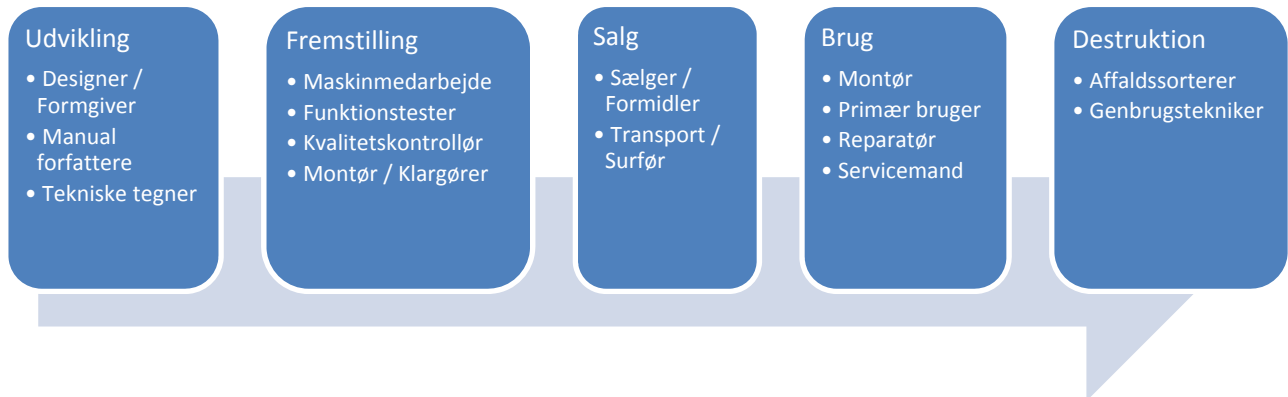 Udvikling
• Designer /
Formgiver
• Manual
forfattere
• Tekniske tegner
Fremstilling
• Maskinmedarbejde
• Funktionstester
• Kvalitetskontrollør
• Montør / Klargører
Salg
• Sælger /
Formidler
• Transport /
Surfør
Brug
• Montør
• Primær bruger
• Reparatør
• Servicemand
Destruktion
• Affaldssorterer
• Genbrugstekniker